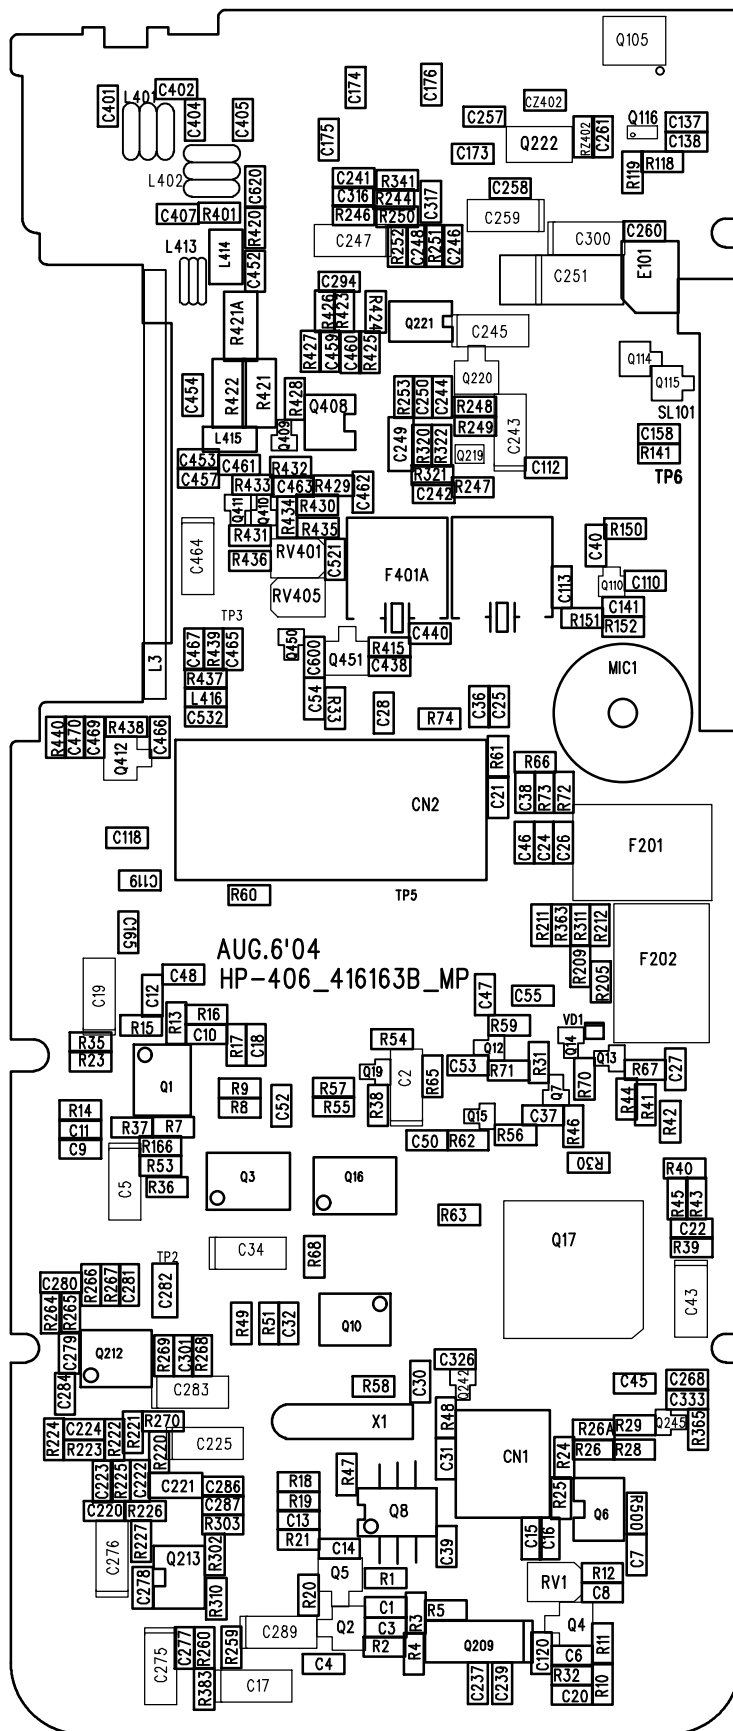 Q105
C174
C176
C401
L401
C402
C404
C405
CZ402
C257
C175
C173
Q222
RZ402
C261
Q116
C137
C138
R119
R118
L402
C620
C241
R341
C316
R244
C317
C258
C407
R401
R420
R246
R250
C259
C247
R252
C248
R251
C246
C300
C260
L413
L414
C452
C251
E101
R421A
C294
R426
R423
R424
Q221
C245
R427
C459
C460
R425
Q114
Q220
Q115
C454
R422
R421
R428
Q408
R253
C250
C244
R248
SL101
L415
Q409
C249
R320
R322
R249
C243
C158
R141
C453
C461
R432
Q219
C112
TP6
C457
R433
C463
R429
C462
R321
C242
R247
Q411
Q410
R434
R430
C464
R431
R435
R436
RV401
C521
F401A
C40
R150
C113
Q110
C110
RV405
C141
R151
R152
TP3
C467
R439
C465
Q450
C600
Q451
R415
C440
C438
L3
MIC1
R437
L416
C532
C54
R33
C28
R74
C36
C25
R440
C470
C469
R438
C466
Q412
R61
R66
CN2
C21
C38
R73
R72
C118
C46
C24
C26
F201
C119
R60
TP5
C165
R211
R363
R311
R212
AUG.6'04
HP-406_416163B_MP
F202
R209
R205
C19
C48
C12
C47
C55
R15
R13
R16
C10
R17
C18
R59
VD1
R35
R23
R54
Q12
Q14
Q13
Q1
Q19
C2
R65
C53
R71
R31
R70
R67
C27
R9
R8
C52
R57
R55
R38
Q7
R44
R41
R14
C11
C9
R37
R7
Q15
C37
R46
R42
R166
R53
C50
R62
R56
C5
R36
Q3
Q16
R30
R40
R63
R45
R43
Q17
C22
R39
TP2
C34
R68
C280
R266
R267
C281
C282
C43
R264
R265
R49
R51
C32
Q10
C279
Q212
R269
C301
R268
C326
C284
C283
R58
C30
Q242
C45
C268
C333
R224
C224
R223
R222
R221
R270
R220
C225
X1
R48
CN1
R26A
R29
Q245
R365
C31
R24
R26
R28
C223
R225
C222
C221
C286
C287
R303
R18
R19
C13
R21
R47
Q8
R25
Q6
R500
C220
R226
C276
R227
R302
C14
C39
C15
C16
C7
C278
Q213
R310
R20
Q5
R1
RV1
R12
C8
C1
R3
R5
C289
Q2
C3
Q4
C275
C277
R260
R259
R2
R4
Q209
C120
C6
R11
C4
R383
C17
C237
C239
R32
C20
R10